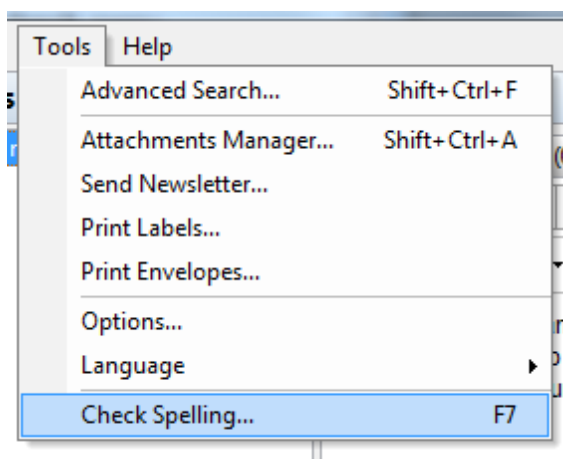 Tools Help
Advanced Search... Shift+Ctrl+F
Attachments Manager... Shift+Ctrl+A
Send Newsletter...
Print Labels...
Print Envelopes...
Options...
Language
Check Spelling... F7